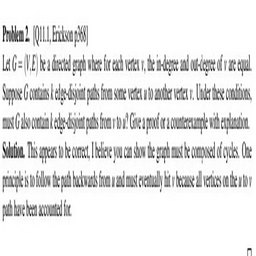 Problem 2. [Q11.1, Erickson p368]
Let G = (V, E) be a directed graph where for each vertex v, the in-degree and out-degree of v are equal.
Suppose G contains k edge-disjoint paths from some vertex u to another vertex v. Under these conditions,
must G also contain k edge-disjoint paths from v to u? Give a proof or a counterexample with explanation.
Solution. This appears to be correct, I believe you can show the graph must be composed of cycles. One
principle is to follow the path backwards from u and must eventually hit v because all vertices on the u to v
path have been accounted for.